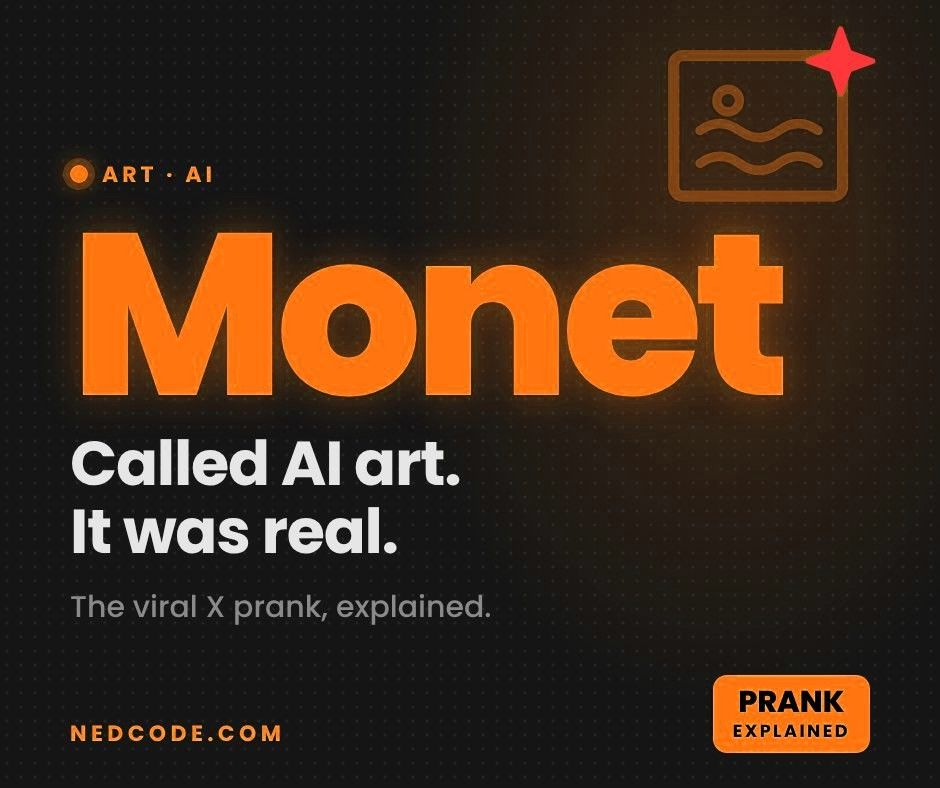 ART · AI
Monet
Called AI art.
It was real.
The viral X prank, explained.
NEDCODE.COM
PRANK
EXPLAINED